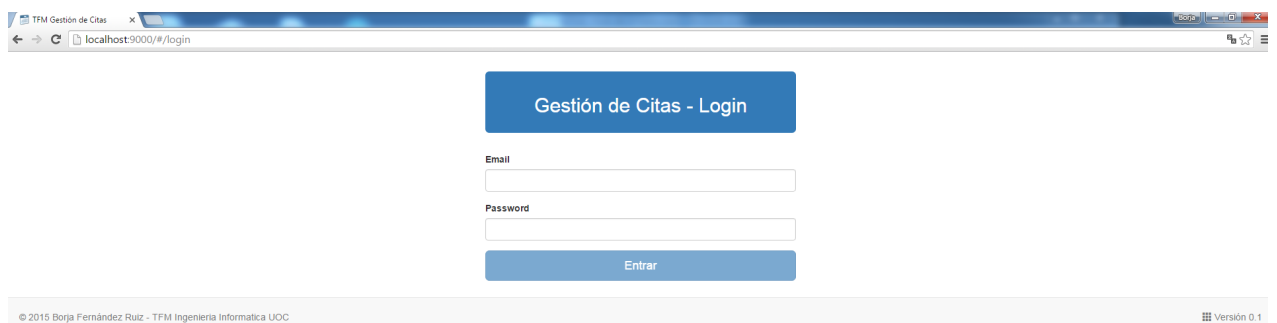 TFM Gestión de Citas
Borja
localhost:9000/#/login
Gestión de Citas - Login
Email
Password
Entrar
© 2015 Borja Fernández Ruiz - TFM Ingenieria Informatica UOC
Versión 0.1